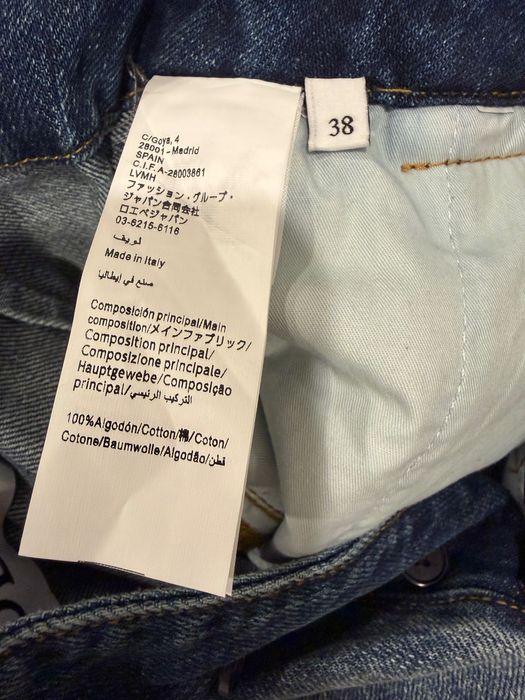 C/Goya, 4
28001 - Madrid
SPAIN
C.I.F. A-28003861
LVMH
ファッション・グループ・
ジャパン合同会社
ロエベジャパン
03-6215-6116
لويف
Made in Italy
صنع في ايطاليا
Composición principal/Main
composition/メインファブリック/
Composition principal/
Composizione principale/
Hauptgewebe/Composição
principal/التركيب الرئيسي/
100%Algodón/Cotton/棉/Coton/
Cotone/Baumwolle/Algodão/قطن/
38